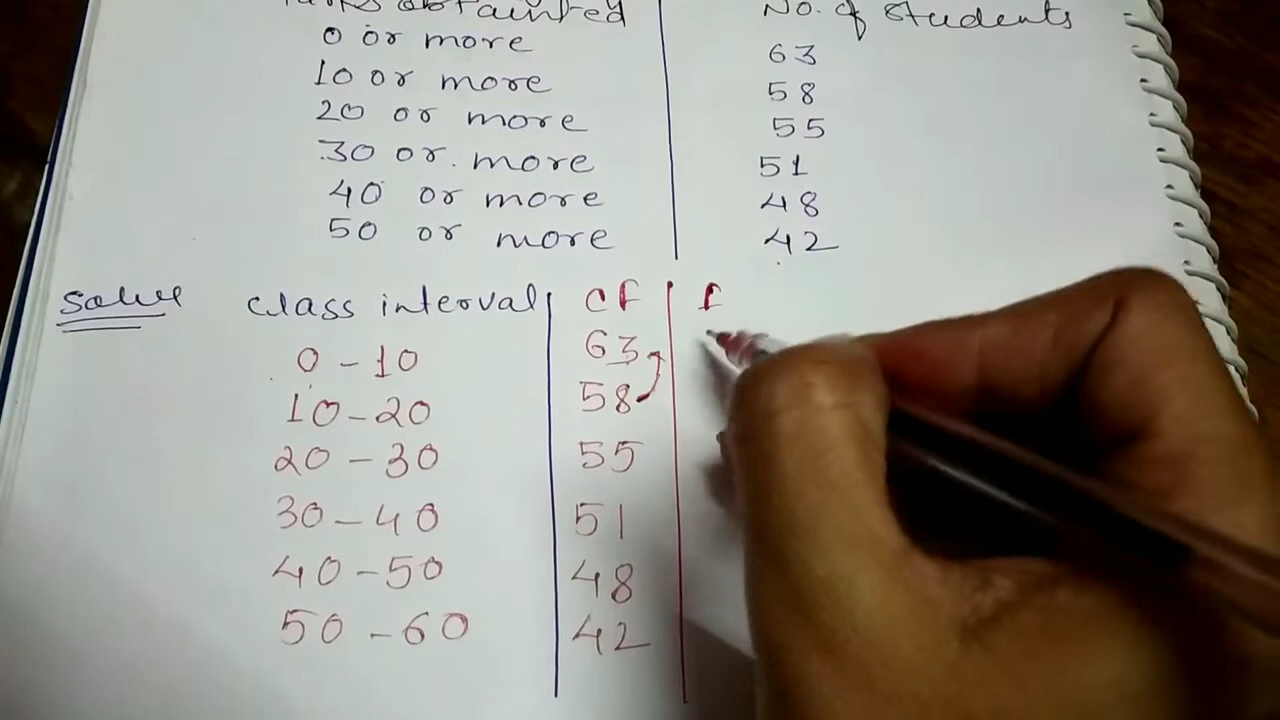 obtainted No. of students
0 or more 63
10 or more 58
20 or more 55
30 or more 51
40 or more 48
50 or more 42
Solve class interval cf f
0-10 63
10-20 58
20-30 55
30-40 51
40-50 48
50-60 42